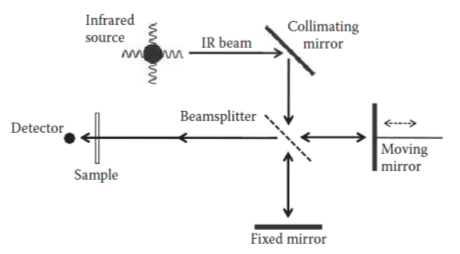 Infrared
source
IR beam
Collimating
mirror
Beamsplitter
Detector
Sample
Moving
mirror
Fixed mirror